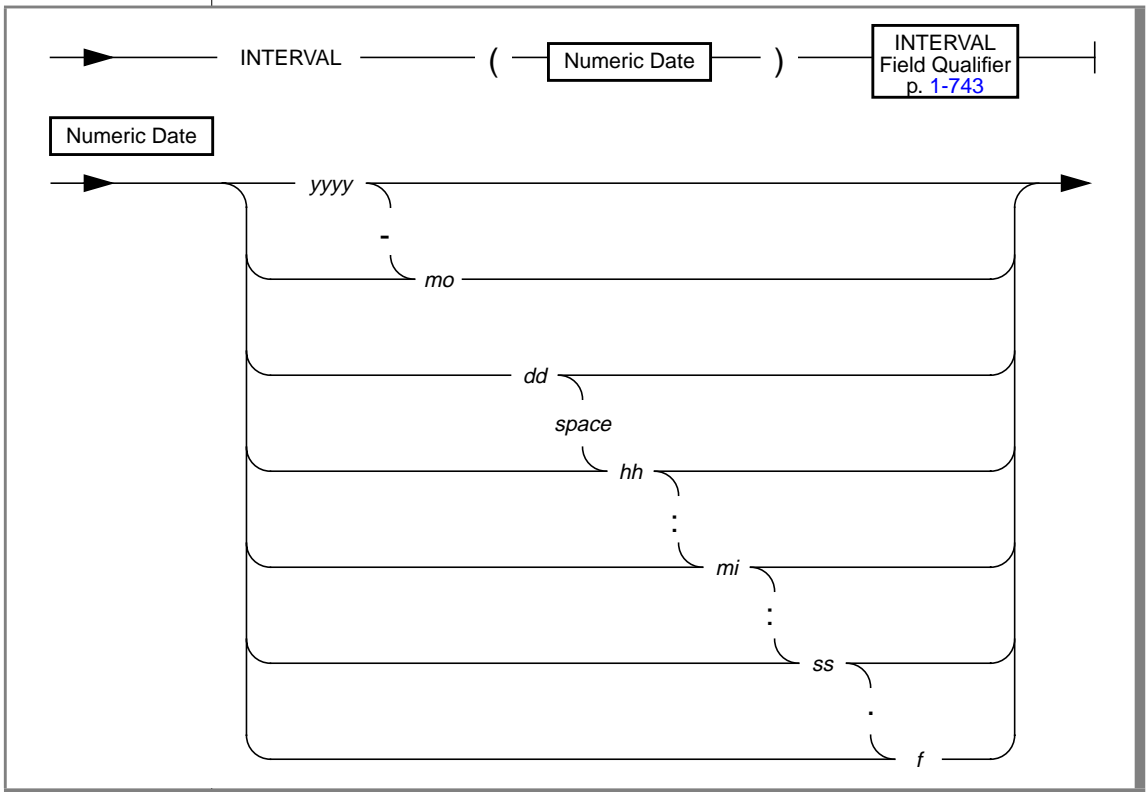 INTERVAL ( Numeric Date ) INTERVAL
Field Qualifier
p. 1-743
Numeric Date
yyyy
-
mo
dd
space
hh
:
mi
:
ss
.
f